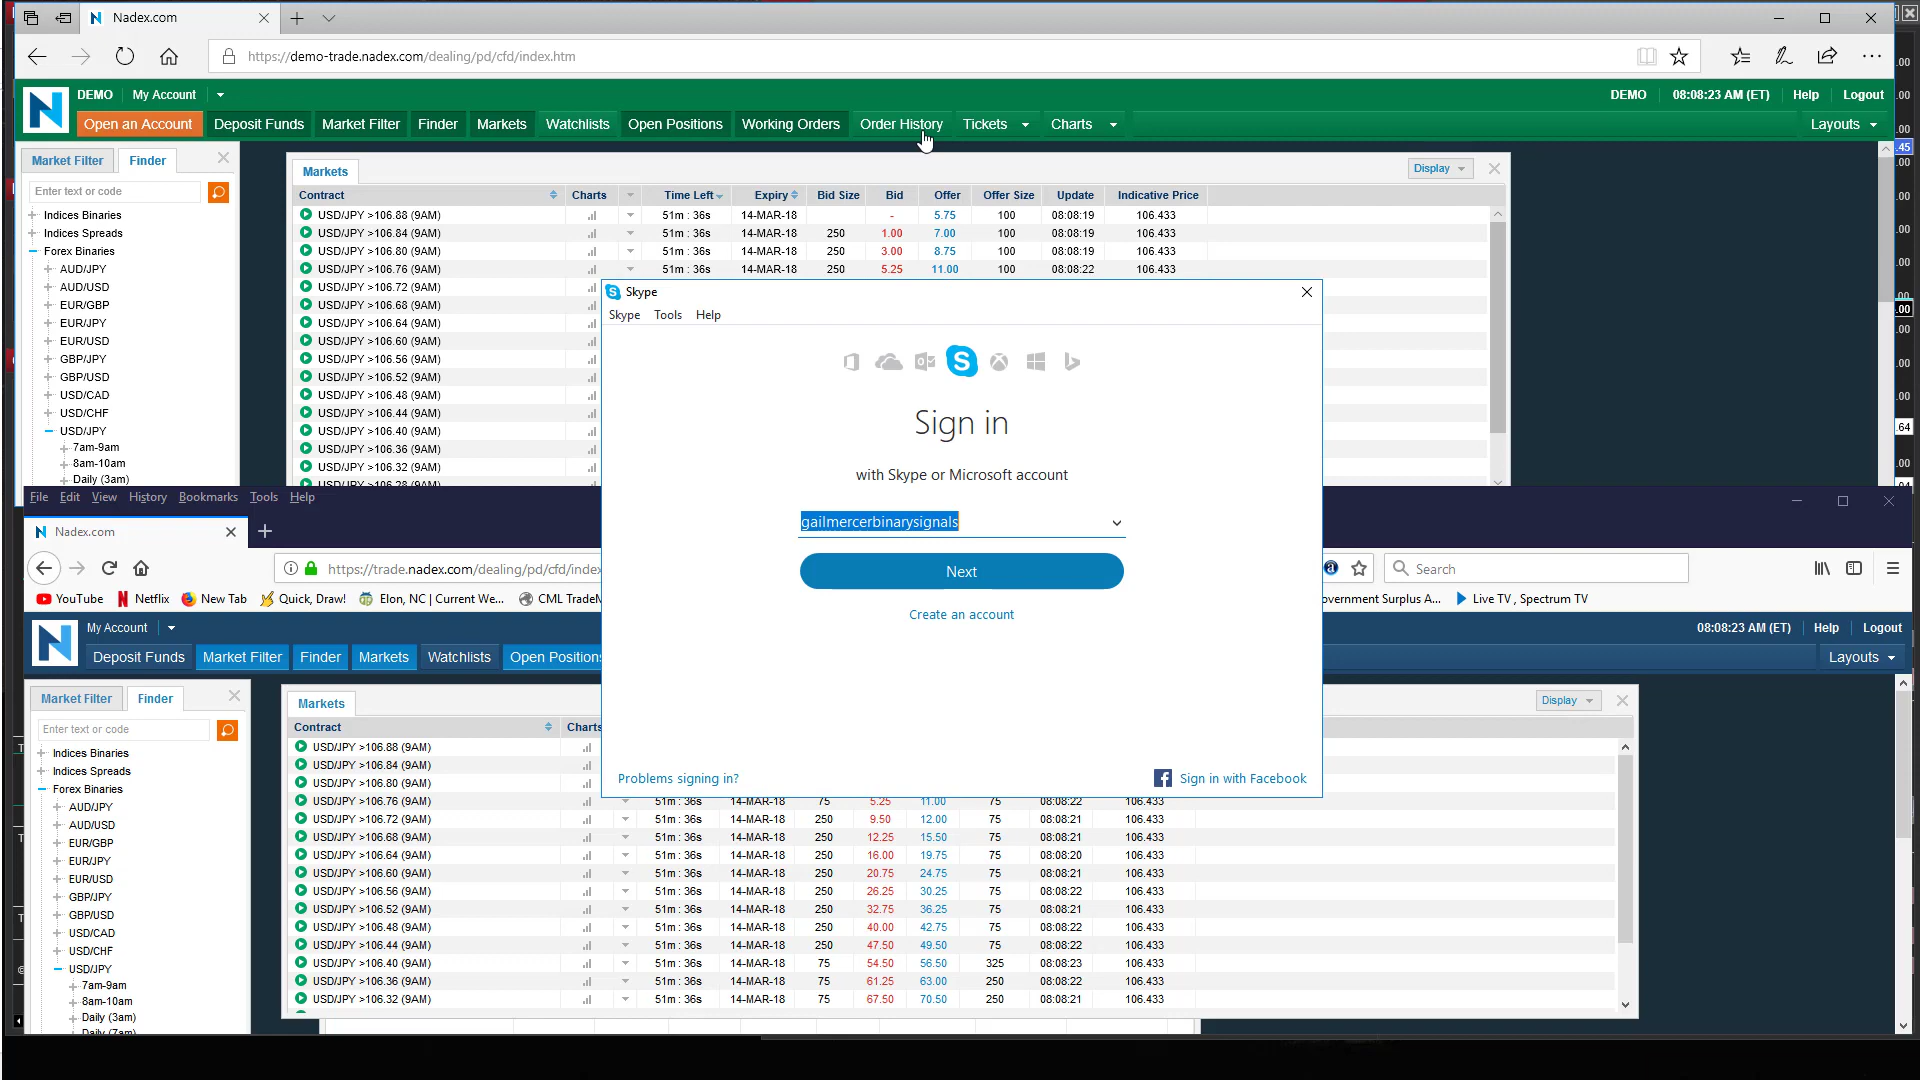 Nadex.com
https://demo-trade.nadex.com/dealing/pd/cfd/index.htm
DEMO My Account DEMO 08:08:23 AM (ET) Help Logout
Open an Account Deposit Funds Market Filter Finder Markets Watchlists Open Positions Working Orders Order History Tickets Charts Layouts
Market Filter Finder
Enter text or code
Indices Binaries
Indices Spreads
Forex Binaries
AUD/JPY
AUD/USD
EUR/GBP
EUR/JPY
EUR/USD
GBP/JPY
GBP/USD
USD/CAD
USD/CHF
USD/JPY
7am-9am
8am-10am
Daily (3am)
Markets Display
Contract Charts Time Left Expiry Bid Size Bid Offer Offer Size Update Indicative Price
USD/JPY >106.88 (9AM) 51m : 36s 14-MAR-18 - 5.75 100 08:08:19 106.433
USD/JPY >106.84 (9AM) 51m : 36s 14-MAR-18 250 1.00 7.00 100 08:08:19 106.433
USD/JPY >106.80 (9AM) 51m : 36s 14-MAR-18 250 3.00 8.75 100 08:08:19 106.433
USD/JPY >106.76 (9AM) 51m : 36s 14-MAR-18 250 5.25 11.00 100 08:08:22 106.433
USD/JPY >106.72 (9AM)
USD/JPY >106.68 (9AM)
USD/JPY >106.64 (9AM)
USD/JPY >106.60 (9AM)
USD/JPY >106.56 (9AM)
USD/JPY >106.52 (9AM)
USD/JPY >106.48 (9AM)
USD/JPY >106.44 (9AM)
USD/JPY >106.40 (9AM)
USD/JPY >106.36 (9AM)
USD/JPY >106.32 (9AM)
USD/JPY >106.28 (9AM)
Skype
Skype Tools Help
Sign in
with Skype or Microsoft account
gailmercerbinarysignals
Next
Create an account
Problems signing in? Sign in with Facebook
File Edit View History Bookmarks Tools Help
Nadex.com
https://trade.nadex.com/dealing/pd/cfd/index Search
YouTube Netflix New Tab Quick, Draw! Elon, NC | Current We... CML TradeM overnment Surplus A... Live TV , Spectrum TV
My Account 08:08:23 AM (ET) Help Logout
Deposit Funds Market Filter Finder Markets Watchlists Open Positions Layouts
Market Filter Finder
Enter text or code
Indices Binaries
Indices Spreads
Forex Binaries
AUD/JPY
AUD/USD
EUR/GBP
EUR/JPY
EUR/USD
GBP/JPY
GBP/USD
USD/CAD
USD/CHF
USD/JPY
7am-9am
8am-10am
Daily (3am)
Daily (7am)
Markets Display
Contract Charts
USD/JPY >106.88 (9AM)
USD/JPY >106.84 (9AM)
USD/JPY >106.80 (9AM)
USD/JPY >106.76 (9AM) 51m : 36s 14-MAR-18 75 5.25 11.00 75 08:08:22 106.433
USD/JPY >106.72 (9AM) 51m : 36s 14-MAR-18 250 9.50 12.00 75 08:08:21 106.433
USD/JPY >106.68 (9AM) 51m : 36s 14-MAR-18 250 12.25 15.50 75 08:08:21 106.433
USD/JPY >106.64 (9AM) 51m : 36s 14-MAR-18 250 16.00 19.75 75 08:08:20 106.433
USD/JPY >106.60 (9AM) 51m : 36s 14-MAR-18 250 20.75 24.75 75 08:08:21 106.433
USD/JPY >106.56 (9AM) 51m : 36s 14-MAR-18 250 26.25 30.25 75 08:08:22 106.433
USD/JPY >106.52 (9AM) 51m : 36s 14-MAR-18 250 32.75 36.25 75 08:08:21 106.433
USD/JPY >106.48 (9AM) 51m : 36s 14-MAR-18 250 40.00 42.75 75 08:08:22 106.433
USD/JPY >106.44 (9AM) 51m : 36s 14-MAR-18 250 47.50 49.50 75 08:08:22 106.433
USD/JPY >106.40 (9AM) 51m : 36s 14-MAR-18 75 54.50 56.50 325 08:08:23 106.433
USD/JPY >106.36 (9AM) 51m : 36s 14-MAR-18 75 61.25 63.00 250 08:08:22 106.433
USD/JPY >106.32 (9AM) 51m : 36s 14-MAR-18 75 67.50 70.50 250 08:08:21 106.433